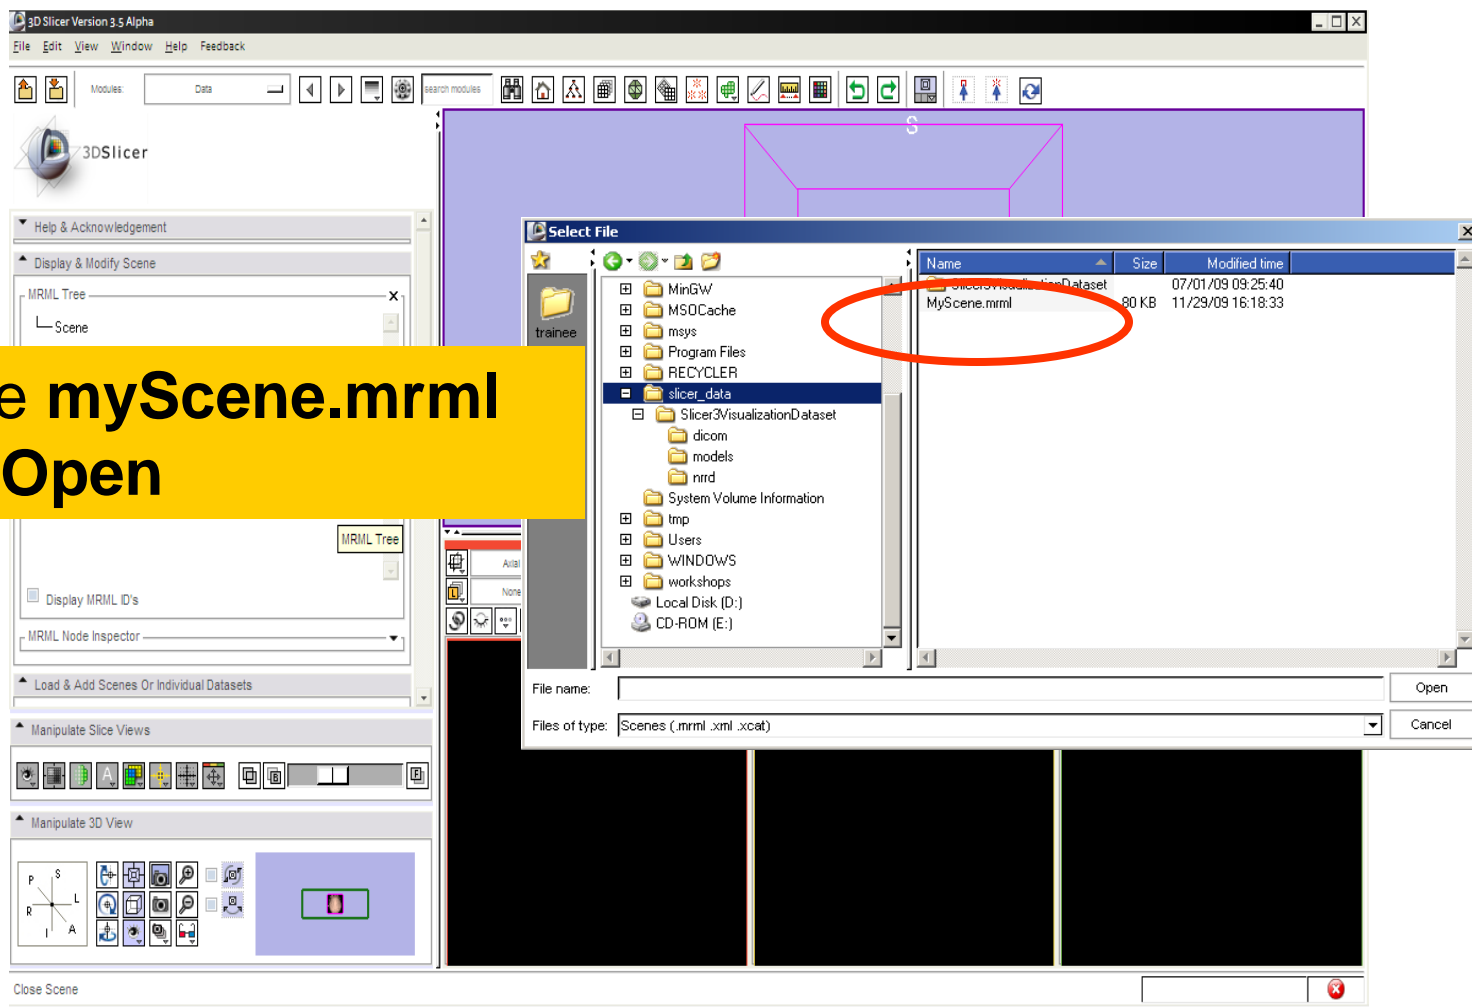 3D Slicer Version 3.5 Alpha
File Edit View Window Help Feedback
Modules: Data search modules
3DSlicer
S
Help & Acknowledgement
Display & Modify Scene
MRML Tree
Scene
e myScene.mrml
Open
MRML Tree
Display MRML ID's
MRML Node Inspector
Load & Add Scenes Or Individual Datasets
Manipulate Slice Views
Manipulate 3D View
P S
R L
I A
Close Scene
Axial
None
Select File
trainee
MinGW
MSOCache
msys
Program Files
RECYCLER
slicer_data
Slicer3VisualizationDataset
dicom
models
nrrd
System Volume Information
tmp
Users
WINDOWS
workshops
Local Disk (D:)
CD-ROM (E:)
Name Size Modified time
Slicer3VisualizationDataset 07/01/09 09:25:40
MyScene.mrml 80 KB 11/29/09 16:18:33
File name: Open
Files of type: Scenes (.mrml .xml .xcat) Cancel